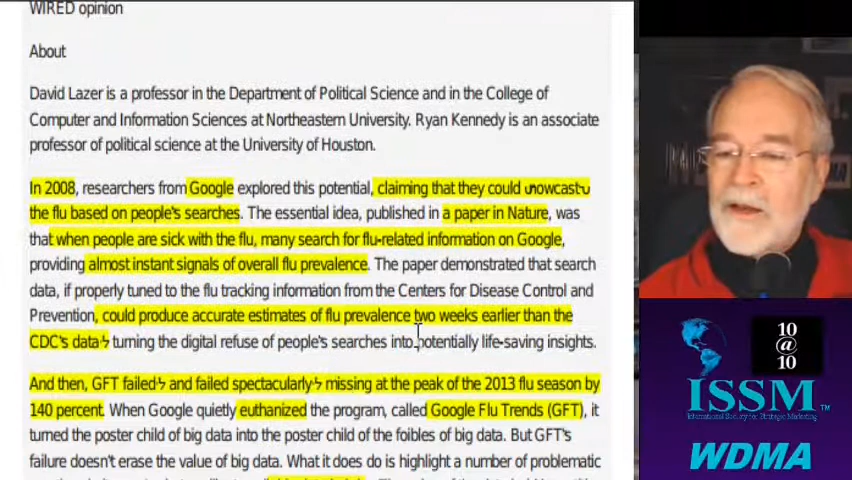 WIRED opinion
About
David Lazer is a professor in the Department of Political Science and in the College of
Computer and Information Sciences at Northeastern University. Ryan Kennedy is an associate
professor of political science at the University of Houston.
In 2008, researchers from Google explored this potential, claiming that they could unowcastu
the flu based on people's searches. The essential idea, published in a paper in Nature, was
that when people are sick with the flu, many search for flu-related information on Google,
providing almost instant signals of overall flu prevalence. The paper demonstrated that search
data, if properly tuned to the flu tracking information from the Centers for Disease Control and
Prevention, could produce accurate estimates of flu prevalence two weeks earlier than the
CDC's dataϟ turning the digital refuse of people's searches into potentially life-saving insights.
And then, GFT failedϟ and failed spectacularlyϟ missing at the peak of the 2013 flu season by
140 percent. When Google quietly euthanized the program, called Google Flu Trends (GFT), it
turned the poster child of big data into the poster child of the foibles of big data. But GFT's
failure doesn't erase the value of big data. What it does do is highlight a number of problematic
10
@
10
ISSM™
International Society for Strategic Marketing
WDMA